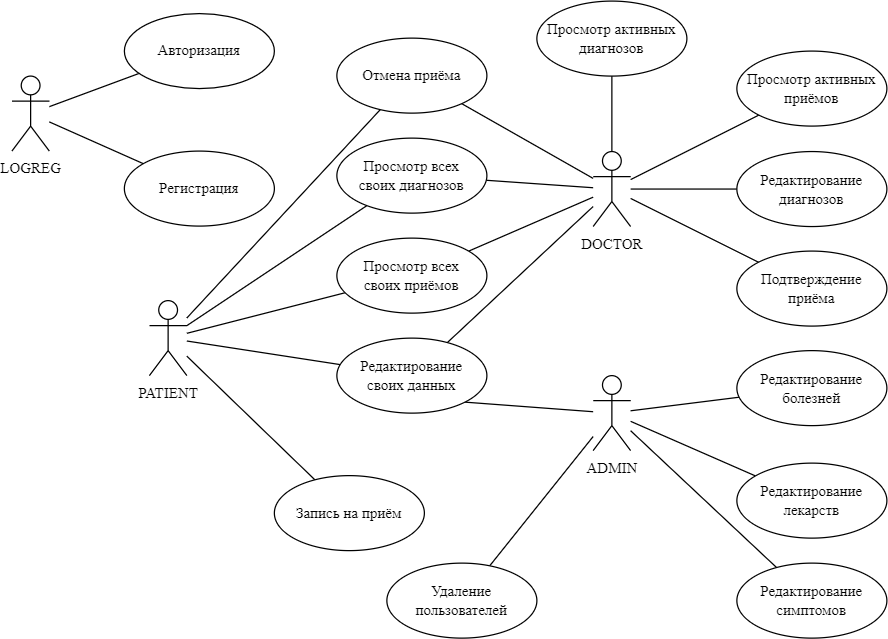 Просмотр активных
диагнозов
Авторизация
Отмена приёма
Просмотр активных
приёмов
LOGREG
Просмотр всех
своих диагнозов
Регистрация
Редактирование
диагнозов
DOCTOR
Просмотр всех
своих приёмов
Подтверждение
приёма
PATIENT
Редактирование
своих данных
Редактирование
болезней
ADMIN
Запись на приём
Редактирование
лекарств
Удаление
пользователей
Редактирование
симптомов